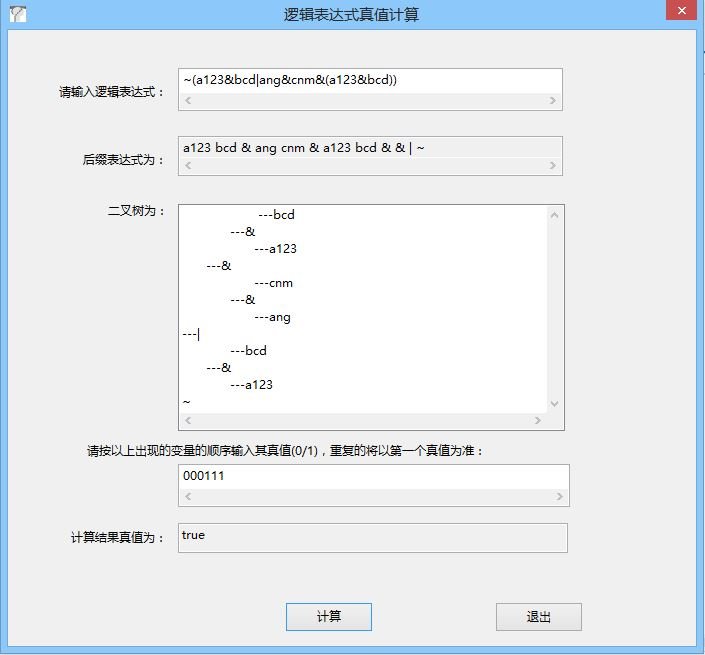 逻辑表达式真值计算
请输入逻辑表达式：
~(a123&bcd|ang&cnm&(a123&bcd))
后缀表达式为：
a123 bcd & ang cnm & a123 bcd & & | ~
二叉树为：
---bcd
---&
---a123
---&
---cnm
---&
---ang
---|
---bcd
---&
---a123
~
请按以上出现的变量的顺序输入其真值(0/1)，重复的将以第一个真值为准：
000111
计算结果真值为：
true
计算
退出